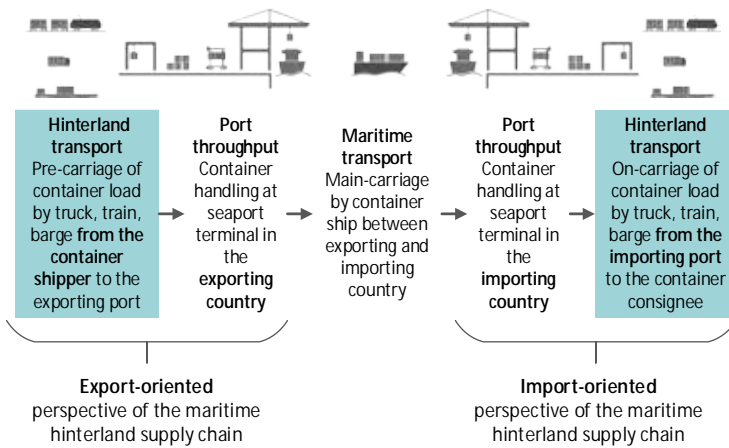 Hinterland
transport
Pre-carriage of
container load
by truck, train,
barge from the
container
shipper to the
exporting port
Port
throughput
Container
handling at
seaport
terminal in
the
exporting
country
Maritime
transport
Main-carriage
by container
ship between
exporting and
importing
country
Port
throughput
Container
handling at
seaport
terminal in
the
importing
country
Hinterland
transport
On-carriage of
container load
by truck, train,
barge from the
importing port
to the container
consignee
Export-oriented
perspective of the maritime
hinterland supply chain
Import-oriented
perspective of the maritime
hinterland supply chain